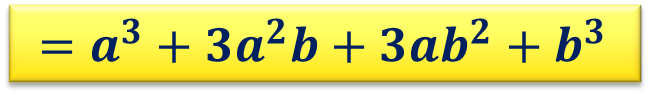 = a³ + 3a²b + 3ab² + b³